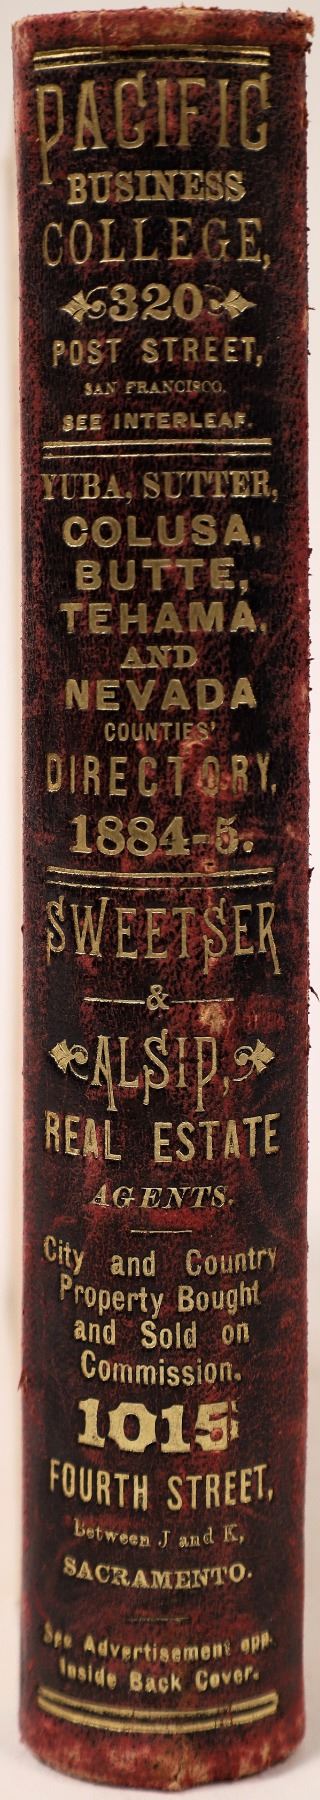 PACIFIC
BUSINESS
COLLEGE,
320
POST STREET,
SAN FRANCISCO.
SEE INTERLEAF.
YUBA, SUTTER,
COLUSA,
BUTTE,
TEHAMA,
AND
NEVADA
COUNTIES'
DIRECTORY,
1884-5.
SWEETSER
&
ALSIP,
REAL ESTATE
AGENTS.
City and Country
Property Bought
and Sold on
Commission.
1015
FOURTH STREET,
between J and K,
SACRAMENTO.
See Advertisement opp.
Inside Back Cover.